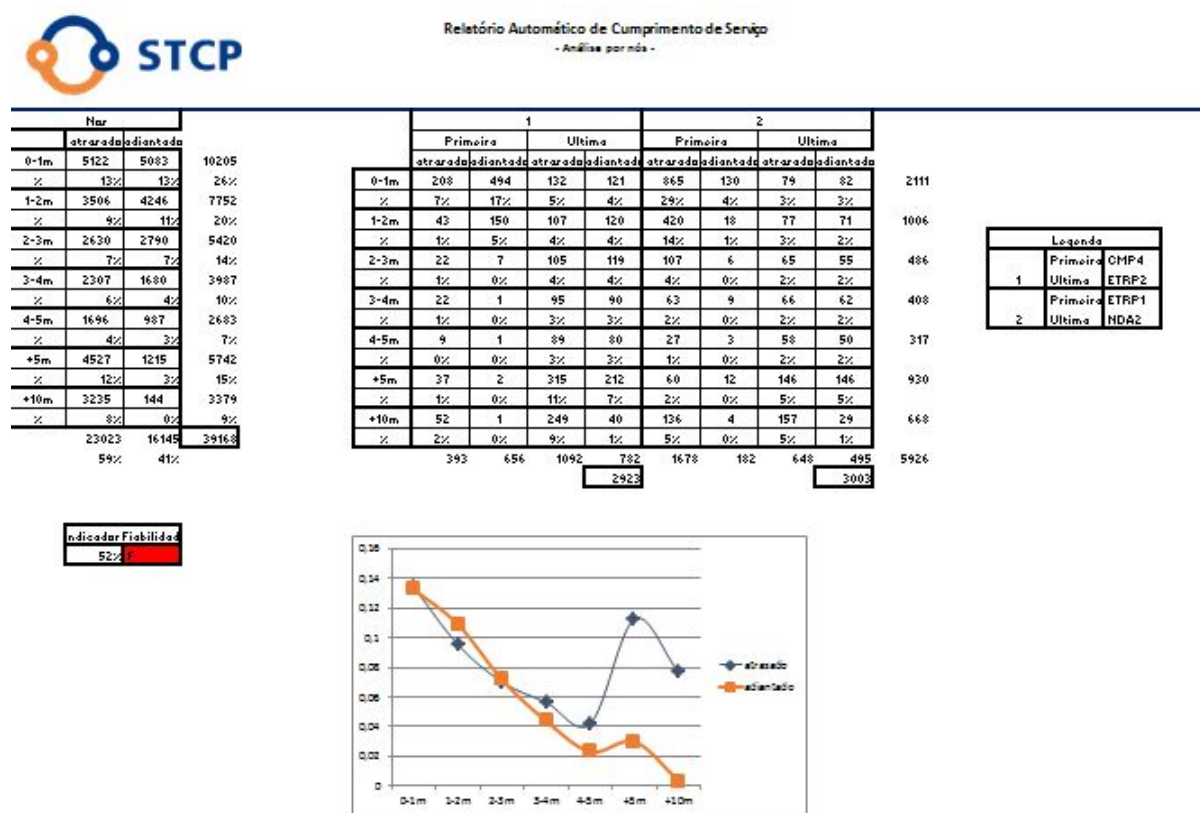 STCP
Relatório Automático de Cumprimento de Serviço
- Análise por nós -
Nos
atrasado adiantado
0-1m 5122 5083 10205
% 13% 13% 26%
1-2m 3506 4246 7752
% 9% 11% 20%
2-3m 2630 2790 5420
% 7% 7% 14%
3-4m 2307 1680 3987
% 6% 4% 10%
4-5m 1696 987 2683
% 4% 3% 7%
+5m 4527 1215 5742
% 12% 3% 15%
+10m 3235 144 3379
% 8% 0% 9%
23023 16145 39168
59% 41%
1 2
Primeira Ultima Primeira Ultima
atrasado adiantado atrasado adiantado atrasado adiantado atrasado adiantado
0-1m 208 494 132 121 865 130 79 82 2111
% 7% 17% 5% 4% 29% 4% 3% 3%
1-2m 43 150 107 120 420 18 77 71 1006
% 1% 5% 4% 4% 14% 1% 3% 2%
2-3m 22 7 105 119 107 6 65 55 486
% 1% 0% 4% 4% 4% 0% 2% 2%
3-4m 22 1 95 90 63 9 66 62 408
% 1% 0% 3% 3% 2% 0% 2% 2%
4-5m 9 1 89 80 27 3 58 50 317
% 0% 0% 3% 3% 1% 0% 2% 2%
+5m 37 2 315 212 60 12 146 146 930
% 1% 0% 11% 7% 2% 0% 5% 5%
+10m 52 1 249 40 136 4 157 29 668
% 2% 0% 9% 1% 5% 0% 5% 1%
393 656 1092 782 1678 182 648 495 5926
2923 3003
Legenda
Primeira CMP4
1 Ultima ETRP2
Primeira ETRP1
2 Ultima NDA2
ndicador Fiabilidad
52% F
0,16
0,14
0,12
0,1
0,08
0,06
0,04
0,02
0
0-1m 1-2m 2-3m 3-4m 4-5m +5m +10m
atrasado
adiantado